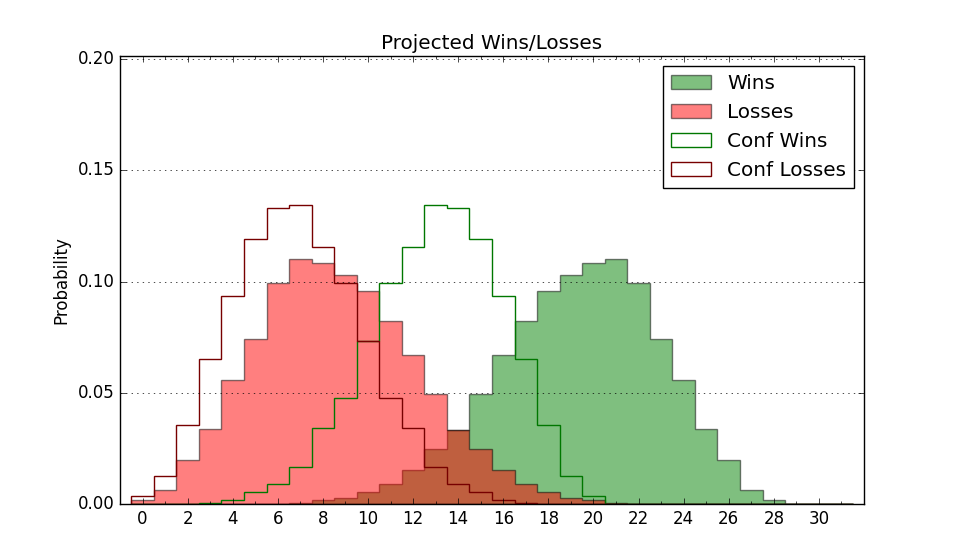 Projected Wins/Losses
0.20
0.15
0.10
0.05
0.00
Probability
Wins
Losses
Conf Wins
Conf Losses
0 2 4 6 8 10 12 14 16 18 20 22 24 26 28 30